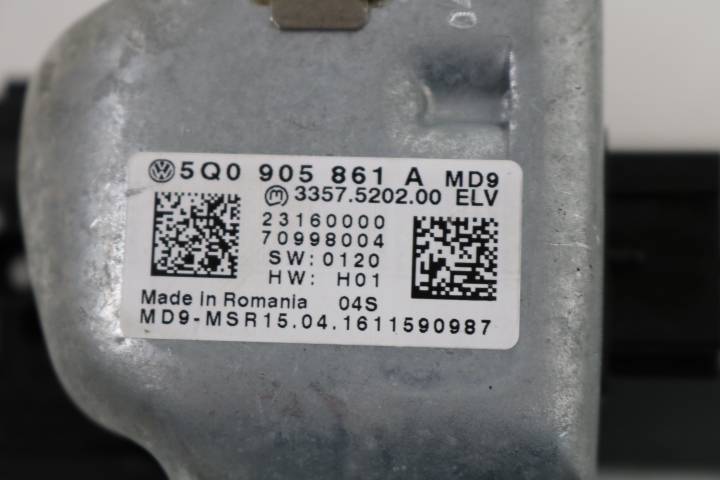 5Q0 905 861 A MD9
3357.5202.00 ELV
23160000
70998004
SW: 0120
HW: H01
Made in Romania 04S
MD9-MSR15.04.1611590987